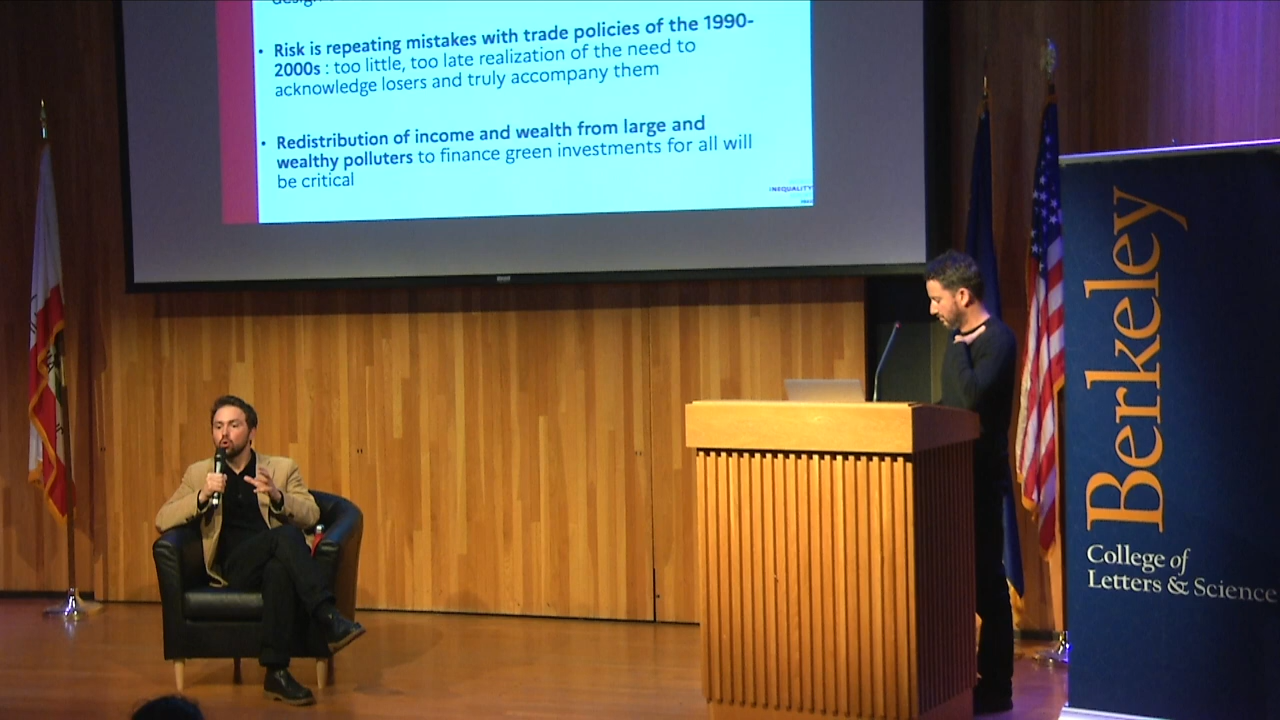 • Risk is repeating mistakes with trade policies of the 1990-
2000s : too little, too late realization of the need to
acknowledge losers and truly accompany them
• Redistribution of income and wealth from large and
wealthy polluters to finance green investments for all will
be critical
INEQUALITY
Berkeley
College of
Letters & Science